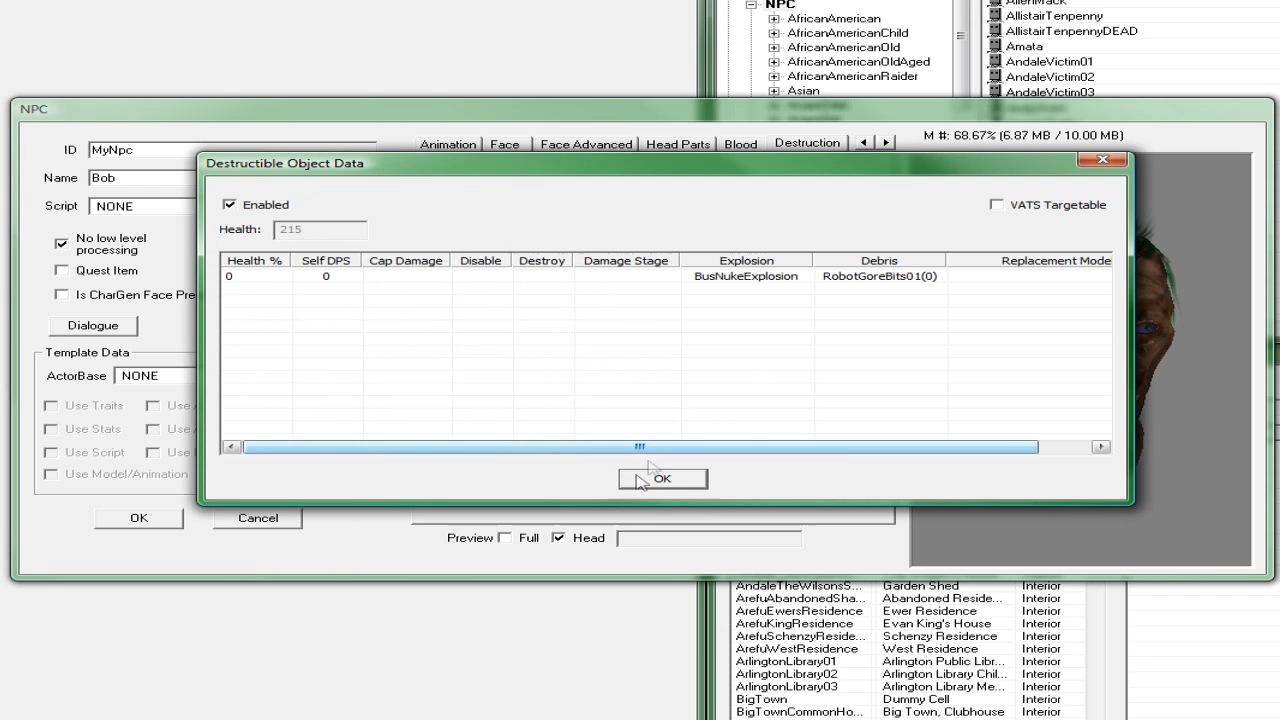 AllenMack
NPC
AfricanAmerican
AllistairTenpenny
AfricanAmericanChild
AllistairTenpennyDEAD
AfricanAmericanOld
Amata
AfricanAmericanOldAged
AndaleVictim01
AfricanAmericanRaider
AndaleVictim02
Asian
AndaleVictim03
NPC
ID MyNpc
Animation Face Face Advanced Head Parts Blood Destruction
M #: 68.67% (6.87 MB / 10.00 MB)
Name Bob
Script NONE
No low level
processing
Quest Item
Is CharGen Face Pre
Dialogue
Template Data
ActorBase NONE
Use Traits Use
Use Stats Use
Use Script Use
Use Model/Animation
OK Cancel
Preview Full Head
Destructible Object Data
Enabled VATS Targetable
Health: 215
Health % Self DPS Cap Damage Disable Destroy Damage Stage Explosion Debris Replacement Mode
0 0 BusNukeExplosion RobotGoreBits01(0)
OK
AndaleTheWilsonsS... Garden Shed Interior
ArefuAbandonedSha... Abandoned Reside... Interior
ArefuEwersResidence Ewer Residence Interior
ArefuKingResidence Evan King's House Interior
ArefuSchenzyReside... Schenzy Residence Interior
ArefuWestResidence West Residence Interior
ArlingtonLibrary01 Arlington Public Libr... Interior
ArlingtonLibrary02 Arlington Library Chil... Interior
ArlingtonLibrary03 Arlington Library Me... Interior
BigTown Dummy Cell Interior
BigTownCommonHo... Big Town, Clubhouse Interior